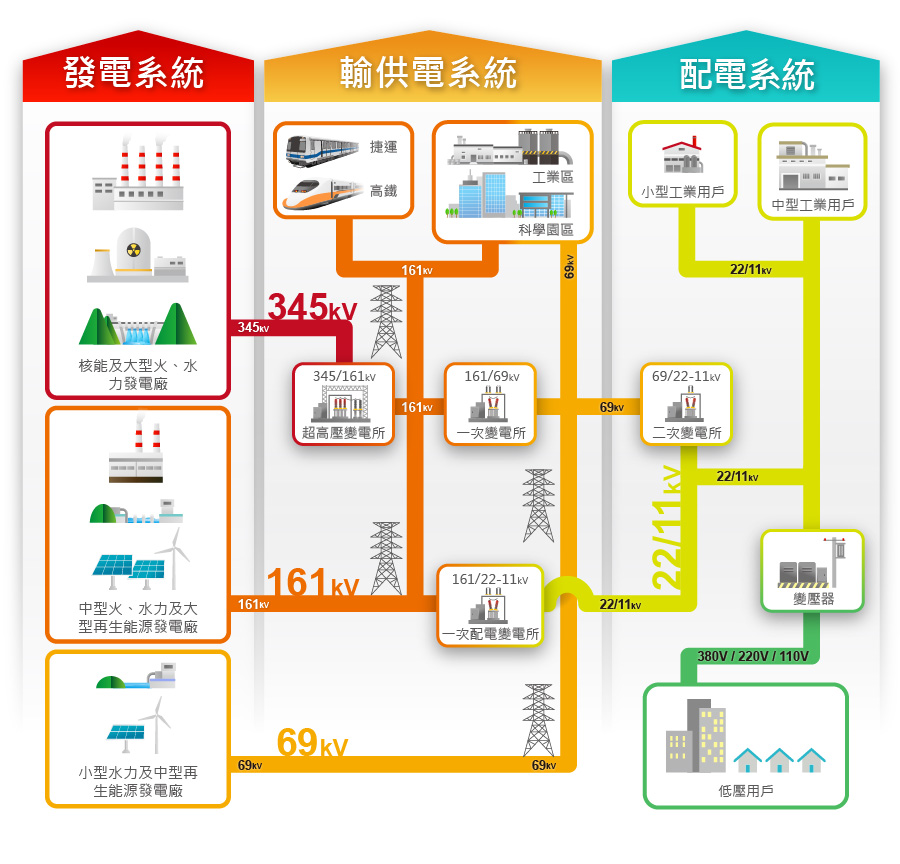 發電系統
輸供電系統
配電系統
捷運
高鐵
工業區
科學園區
小型工業用戶
中型工業用戶
161kV
69kV
22/11kV
345kV
345kV
核能及大型火、水
力發電廠
345/161kV
超高壓變電所
161kV
161/69kV
一次變電所
69kV
69/22-11kV
二次變電所
22/11kV
22/11kV
中型火、水力及大
型再生能源發電廠
161kV
161kV
161/22-11kV
一次配電變電所
22/11kV
變壓器
380V / 220V / 110V
小型水力及中型再
生能源發電廠
69kV
69kV
69kV
低壓用戶